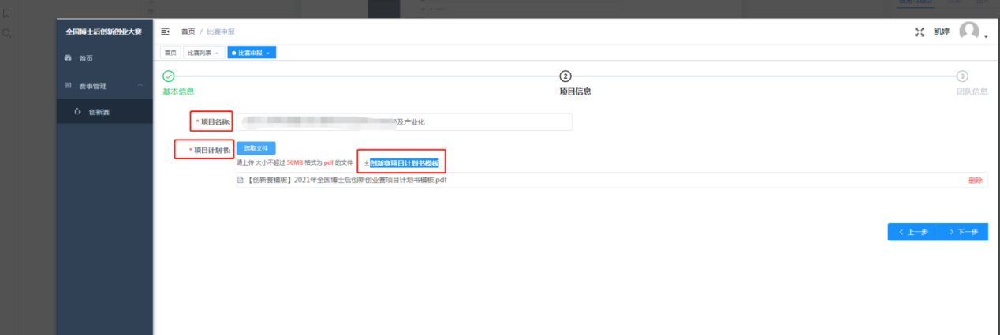 全国博士后创新创业大赛
首页 / 比赛申报
凯婷
首页
比赛列表 ×
比赛申报 ×
首页
赛事管理
创新赛
2
3
基本信息
项目信息
团队信息
* 项目名称:
及产业化
* 项目计划书:
选取文件
请上传 大小不超过 50MB 格式为 pdf 的文件
创新赛项目计划书模板
【创新赛模板】2021年全国博士后创新创业赛项目计划书模板.pdf
删除
上一步
下一步